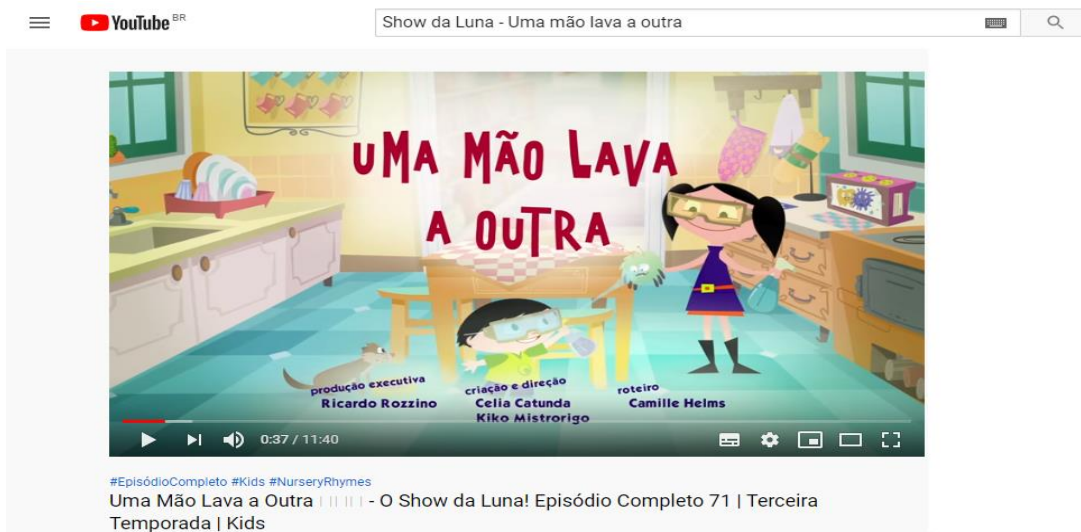 YouTube BR
Show da Luna - Uma mão lava a outra
uMA MÃO LAVA
A OUTRA
produção executiva
Ricardo Rozzino
criação e direção
Celia Catunda
Kiko Mistrorigo
roteiro
Camille Helms
0:37 / 11:40
#EpisódioCompleto #Kids #NurseryRhymes
Uma Mão Lava a Outra - O Show da Luna! Episódio Completo 71 | Terceira
Temporada | Kids